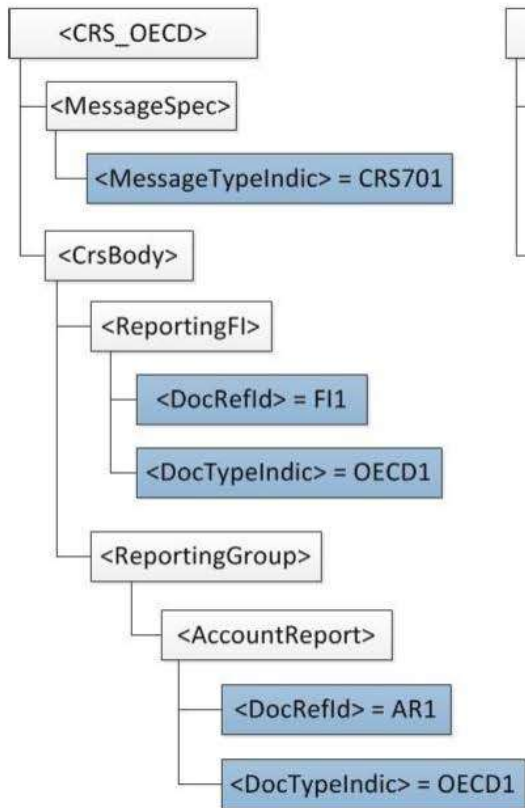 <CRS_OECD>
<MessageSpec>
<MessageTypeIndic> = CRS701
<CrsBody>
<ReportingFI>
<DocRefId> = FI1
<DocTypeIndic> = OECD1
<ReportingGroup>
<AccountReport>
<DocRefId> = AR1
<DocTypeIndic> = OECD1